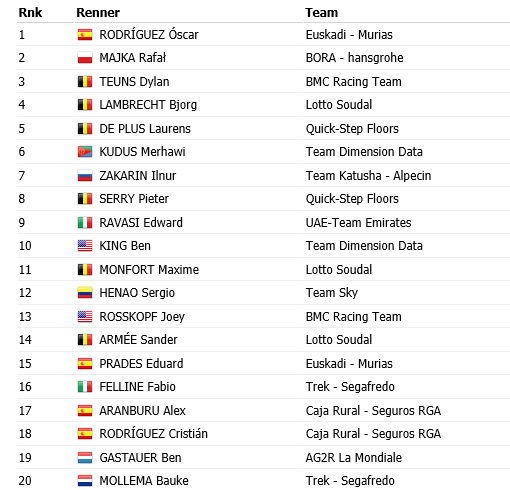 Rnk Renner Team
1 RODRÍGUEZ Óscar Euskadi - Murias
2 MAJKA Rafał BORA - hansgrohe
3 TEUNS Dylan BMC Racing Team
4 LAMBRECHT Bjorg Lotto Soudal
5 DE PLUS Laurens Quick-Step Floors
6 KUDUS Merhawi Team Dimension Data
7 ZAKARIN Ilnur Team Katusha - Alpecin
8 SERRY Pieter Quick-Step Floors
9 RAVASI Edward UAE-Team Emirates
10 KING Ben Team Dimension Data
11 MONFORT Maxime Lotto Soudal
12 HENAO Sergio Team Sky
13 ROSSKOPF Joey BMC Racing Team
14 ARMÉE Sander Lotto Soudal
15 PRADES Eduard Euskadi - Murias
16 FELLINE Fabio Trek - Segafredo
17 ARANBURU Alex Caja Rural - Seguros RGA
18 RODRÍGUEZ Cristián Caja Rural - Seguros RGA
19 GASTAUER Ben AG2R La Mondiale
20 MOLLEMA Bauke Trek - Segafredo